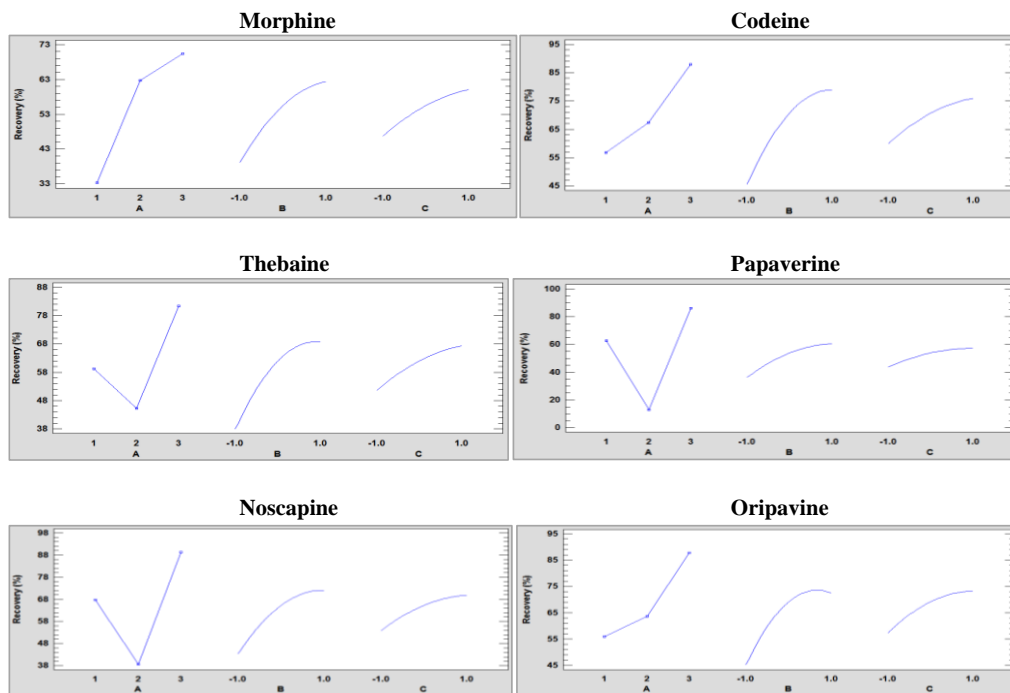 Morphine
Codeine
Recovery (%)
73
63
53
43
33
1 2 3 -1.0 1.0 -1.0 1.0
A B C
Recovery (%)
95
85
75
65
55
45
1 2 3 -1.0 1.0 -1.0 1.0
A B C
Thebaine
Papaverine
Recovery (%)
88
78
68
58
48
38
1 2 3 -1.0 1.0 -1.0 1.0
A B C
Recovery (%)
100
80
60
40
20
0
1 2 3 -1.0 1.0 -1.0 1.0
A B C
Noscapine
Oripavine
Recovery (%)
98
88
78
68
58
48
38
1 2 3 -1.0 1.0 -1.0 1.0
A B C
Recovery (%)
95
85
75
65
55
45
1 2 3 -1.0 1.0 -1.0 1.0
A B C